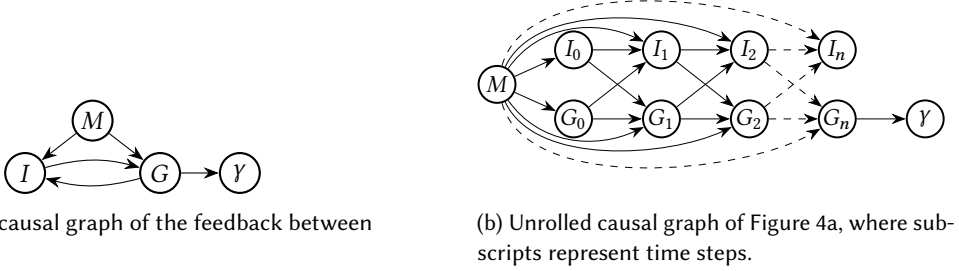 M
I
G
γ
causal graph of the feedback between
M
I₀
I₁
I₂
Iₙ
G₀
G₁
G₂
Gₙ
γ
(b) Unrolled causal graph of Figure 4a, where sub-
scripts represent time steps.